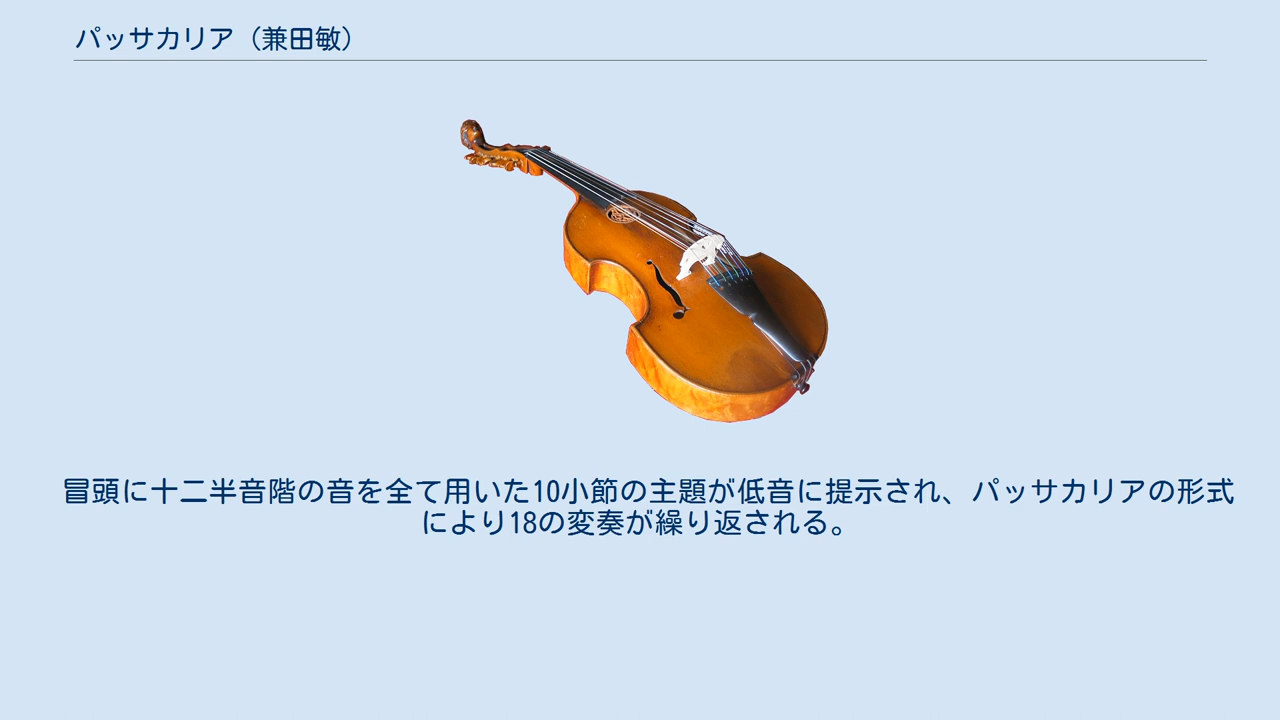 パッサカリア（兼田敏）
冒頭に十二半音階の音を全て用いた10小節の主題が低音に提示され、パッサカリアの形式
により18の変奏が繰り返される。